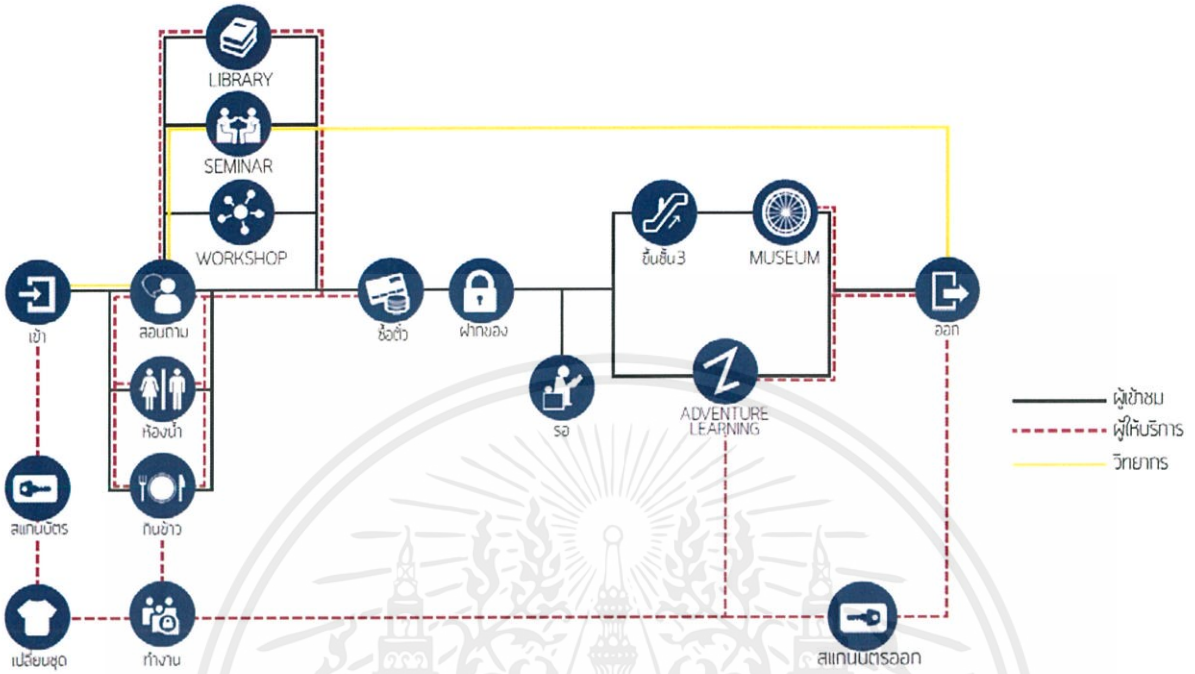 LIBRARY
SEMINAR
WORKSHOP
เข้า
สอบถาม
ซื้อตั๋ว
ฝากของ
ขึ้นชั้น3
MUSEUM
ออก
ห้องน้ำ
รอ
ADVENTURE
LEARNING
ผู้เข้าชม
ผู้ให้บริการ
วิทยากร
สแกนบัตร
กินข้าว
เปลี่ยนชุด
ทำงาน
สแกนบัตรออก